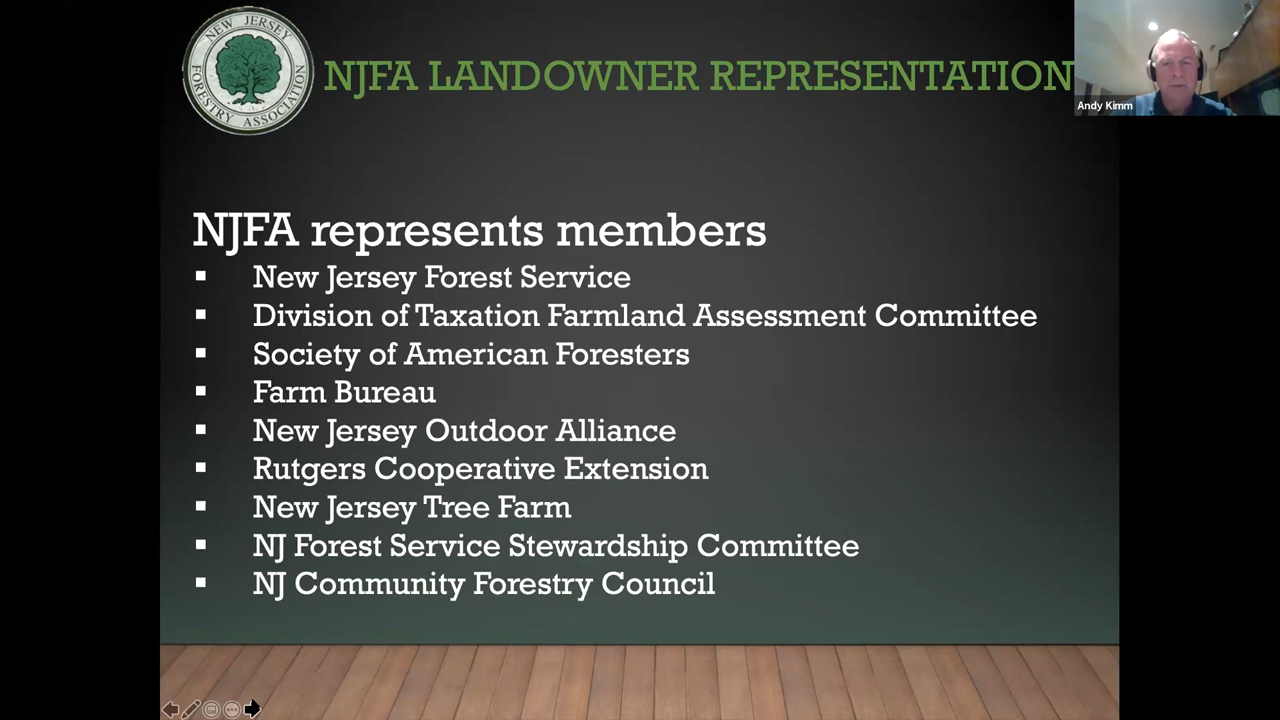 NEW JERSEY
FORESTRY ASSOCIATION
NJFA LANDOWNER REPRESENTATION
Andy Kimm
NJFA represents members
▪ New Jersey Forest Service
▪ Division of Taxation Farmland Assessment Committee
▪ Society of American Foresters
▪ Farm Bureau
▪ New Jersey Outdoor Alliance
▪ Rutgers Cooperative Extension
▪ New Jersey Tree Farm
▪ NJ Forest Service Stewardship Committee
▪ NJ Community Forestry Council